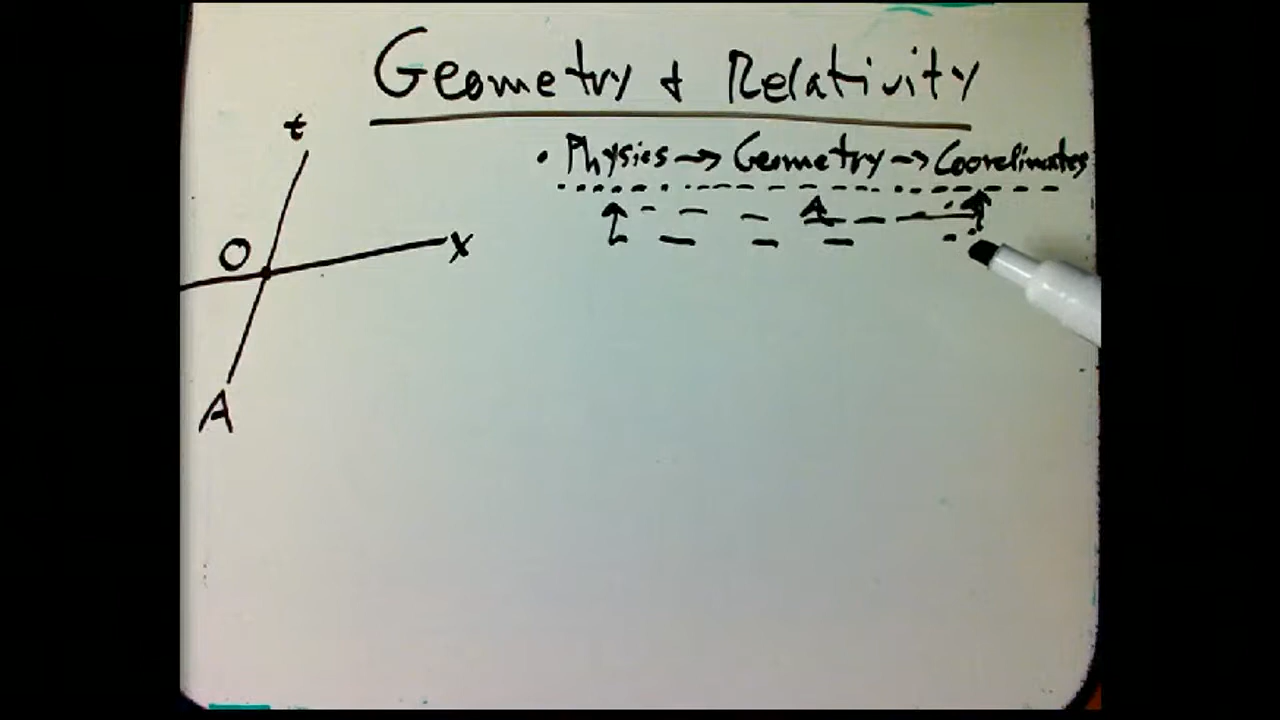 Geometry & Relativity
• Physics → Geometry → Coordinates
t
O
x
A